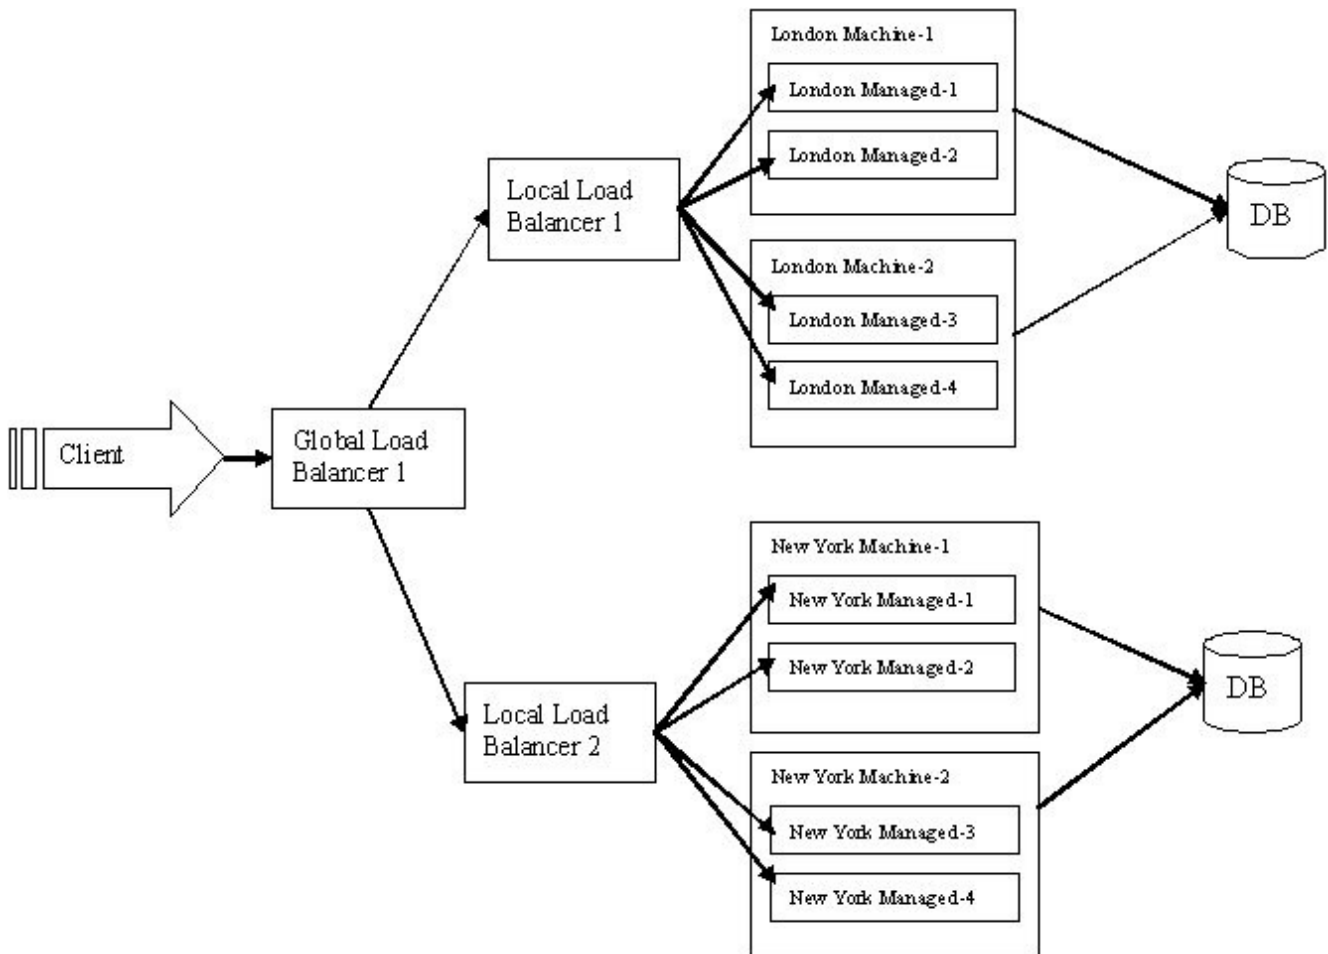 London Machine-1
London Managed-1
London Managed-2
Local Load
Balancer 1
DB
London Machine-2
London Managed-3
London Managed-4
Client
Global Load
Balancer 1
New York Machine-1
New York Managed-1
New York Managed-2
Local Load
Balancer 2
DB
New York Machine-2
New York Managed-3
New York Managed-4